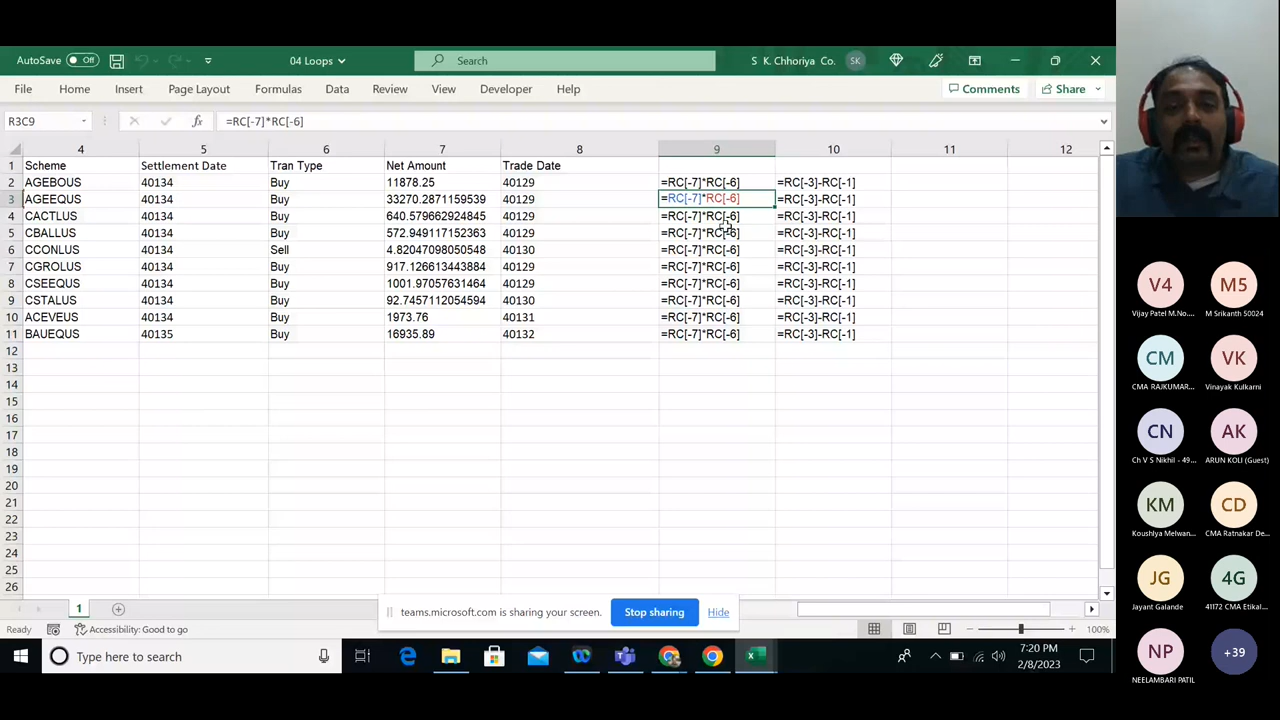 AutoSave Off 04 Loops Search S K. Chhoriya Co. SK
File Home Insert Page Layout Formulas Data Review View Developer Help Comments Share
R3C9 fx =RC[-7]*RC[-6]
4 5 6 7 8 9 10 11 12
1 Scheme Settlement Date Tran Type Net Amount Trade Date
2 AGEBOUS 40134 Buy 11878.25 40129 =RC[-7]*RC[-6] =RC[-3]-RC[-1]
3 AGEEQUS 40134 Buy 33270.2871159539 40129 =RC[-7]*RC[-6] =RC[-3]-RC[-1]
4 CACTLUS 40134 Buy 640.579662924845 40129 =RC[-7]*RC[-6] =RC[-3]-RC[-1]
5 CBALLUS 40134 Buy 572.949117152363 40129 =RC[-7]*RC[-6] =RC[-3]-RC[-1]
6 CCONLUS 40134 Sell 4.82047098050548 40130 =RC[-7]*RC[-6] =RC[-3]-RC[-1]
7 CGROLUS 40134 Buy 917.126613443884 40129 =RC[-7]*RC[-6] =RC[-3]-RC[-1]
8 CSEEQUS 40134 Buy 1001.97057631464 40129 =RC[-7]*RC[-6] =RC[-3]-RC[-1]
9 CSTALUS 40134 Buy 92.7457112054594 40130 =RC[-7]*RC[-6] =RC[-3]-RC[-1]
10 ACEVEUS 40134 Buy 1973.76 40131 =RC[-7]*RC[-6] =RC[-3]-RC[-1]
11 BAUEQUS 40135 Buy 16935.89 40132 =RC[-7]*RC[-6] =RC[-3]-RC[-1]
12
13
14
15
16
17
18
19
20
21
22
23
24
25
26
1
teams.microsoft.com is sharing your screen. Stop sharing Hide
Ready Accessibility: Good to go 100%
Type here to search 7:20 PM
2/8/2023
V4 M5
Vijay Patel M.No.... M Srikanth 50024
CM VK
CMA RAJKUMAR... Vinayak Kulkarni
CN AK
Ch V S Nikhil - 49... ARUN KOLI (Guest)
KM CD
Koushlya Melwan... CMA Ratnakar De...
JG 4G
Jayant Galande 41172 CMA Etikal...
NP +39
NEELAMBARI PATIL